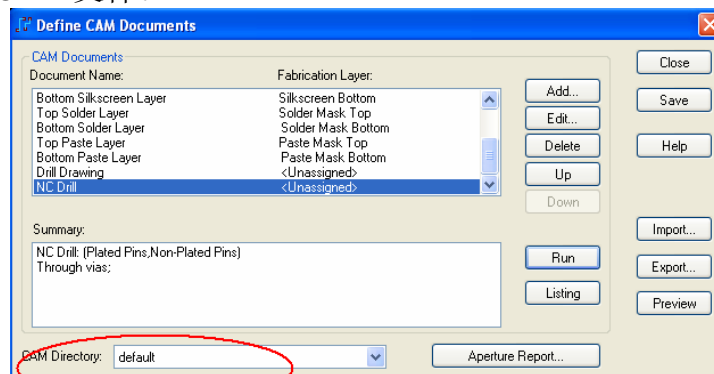 Define CAM Documents
CAM Documents
Document Name: Fabrication Layer:
Bottom Silkscreen Layer Silkscreen Bottom
Top Solder Layer Solder Mask Top
Bottom Solder Layer Solder Mask Bottom
Top Paste Layer Paste Mask Top
Bottom Paste Layer Paste Mask Bottom
Drill Drawing <Unassigned>
NC Drill <Unassigned>
Add...
Edit...
Delete
Up
Down
Close
Save
Help
Summary:
NC Drill: (Plated Pins,Non-Plated Pins)
Through vias;
Run
Listing
Import...
Export...
Preview
CAM Directory: default
Aperture Report...